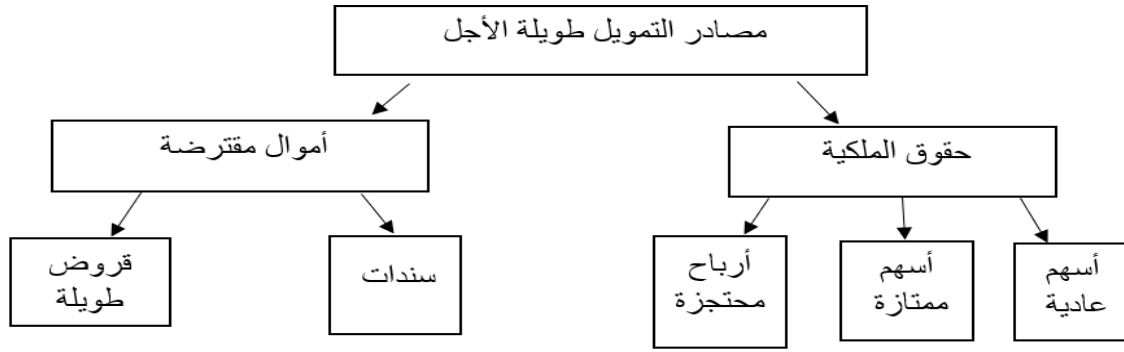 مصادر التمويل طويلة الأجل
حقوق الملكية
أموال مقترضة
أسهم
عادية
أسهم
ممتازة
أرباح
محتجزة
سندات
قروض
طويلة